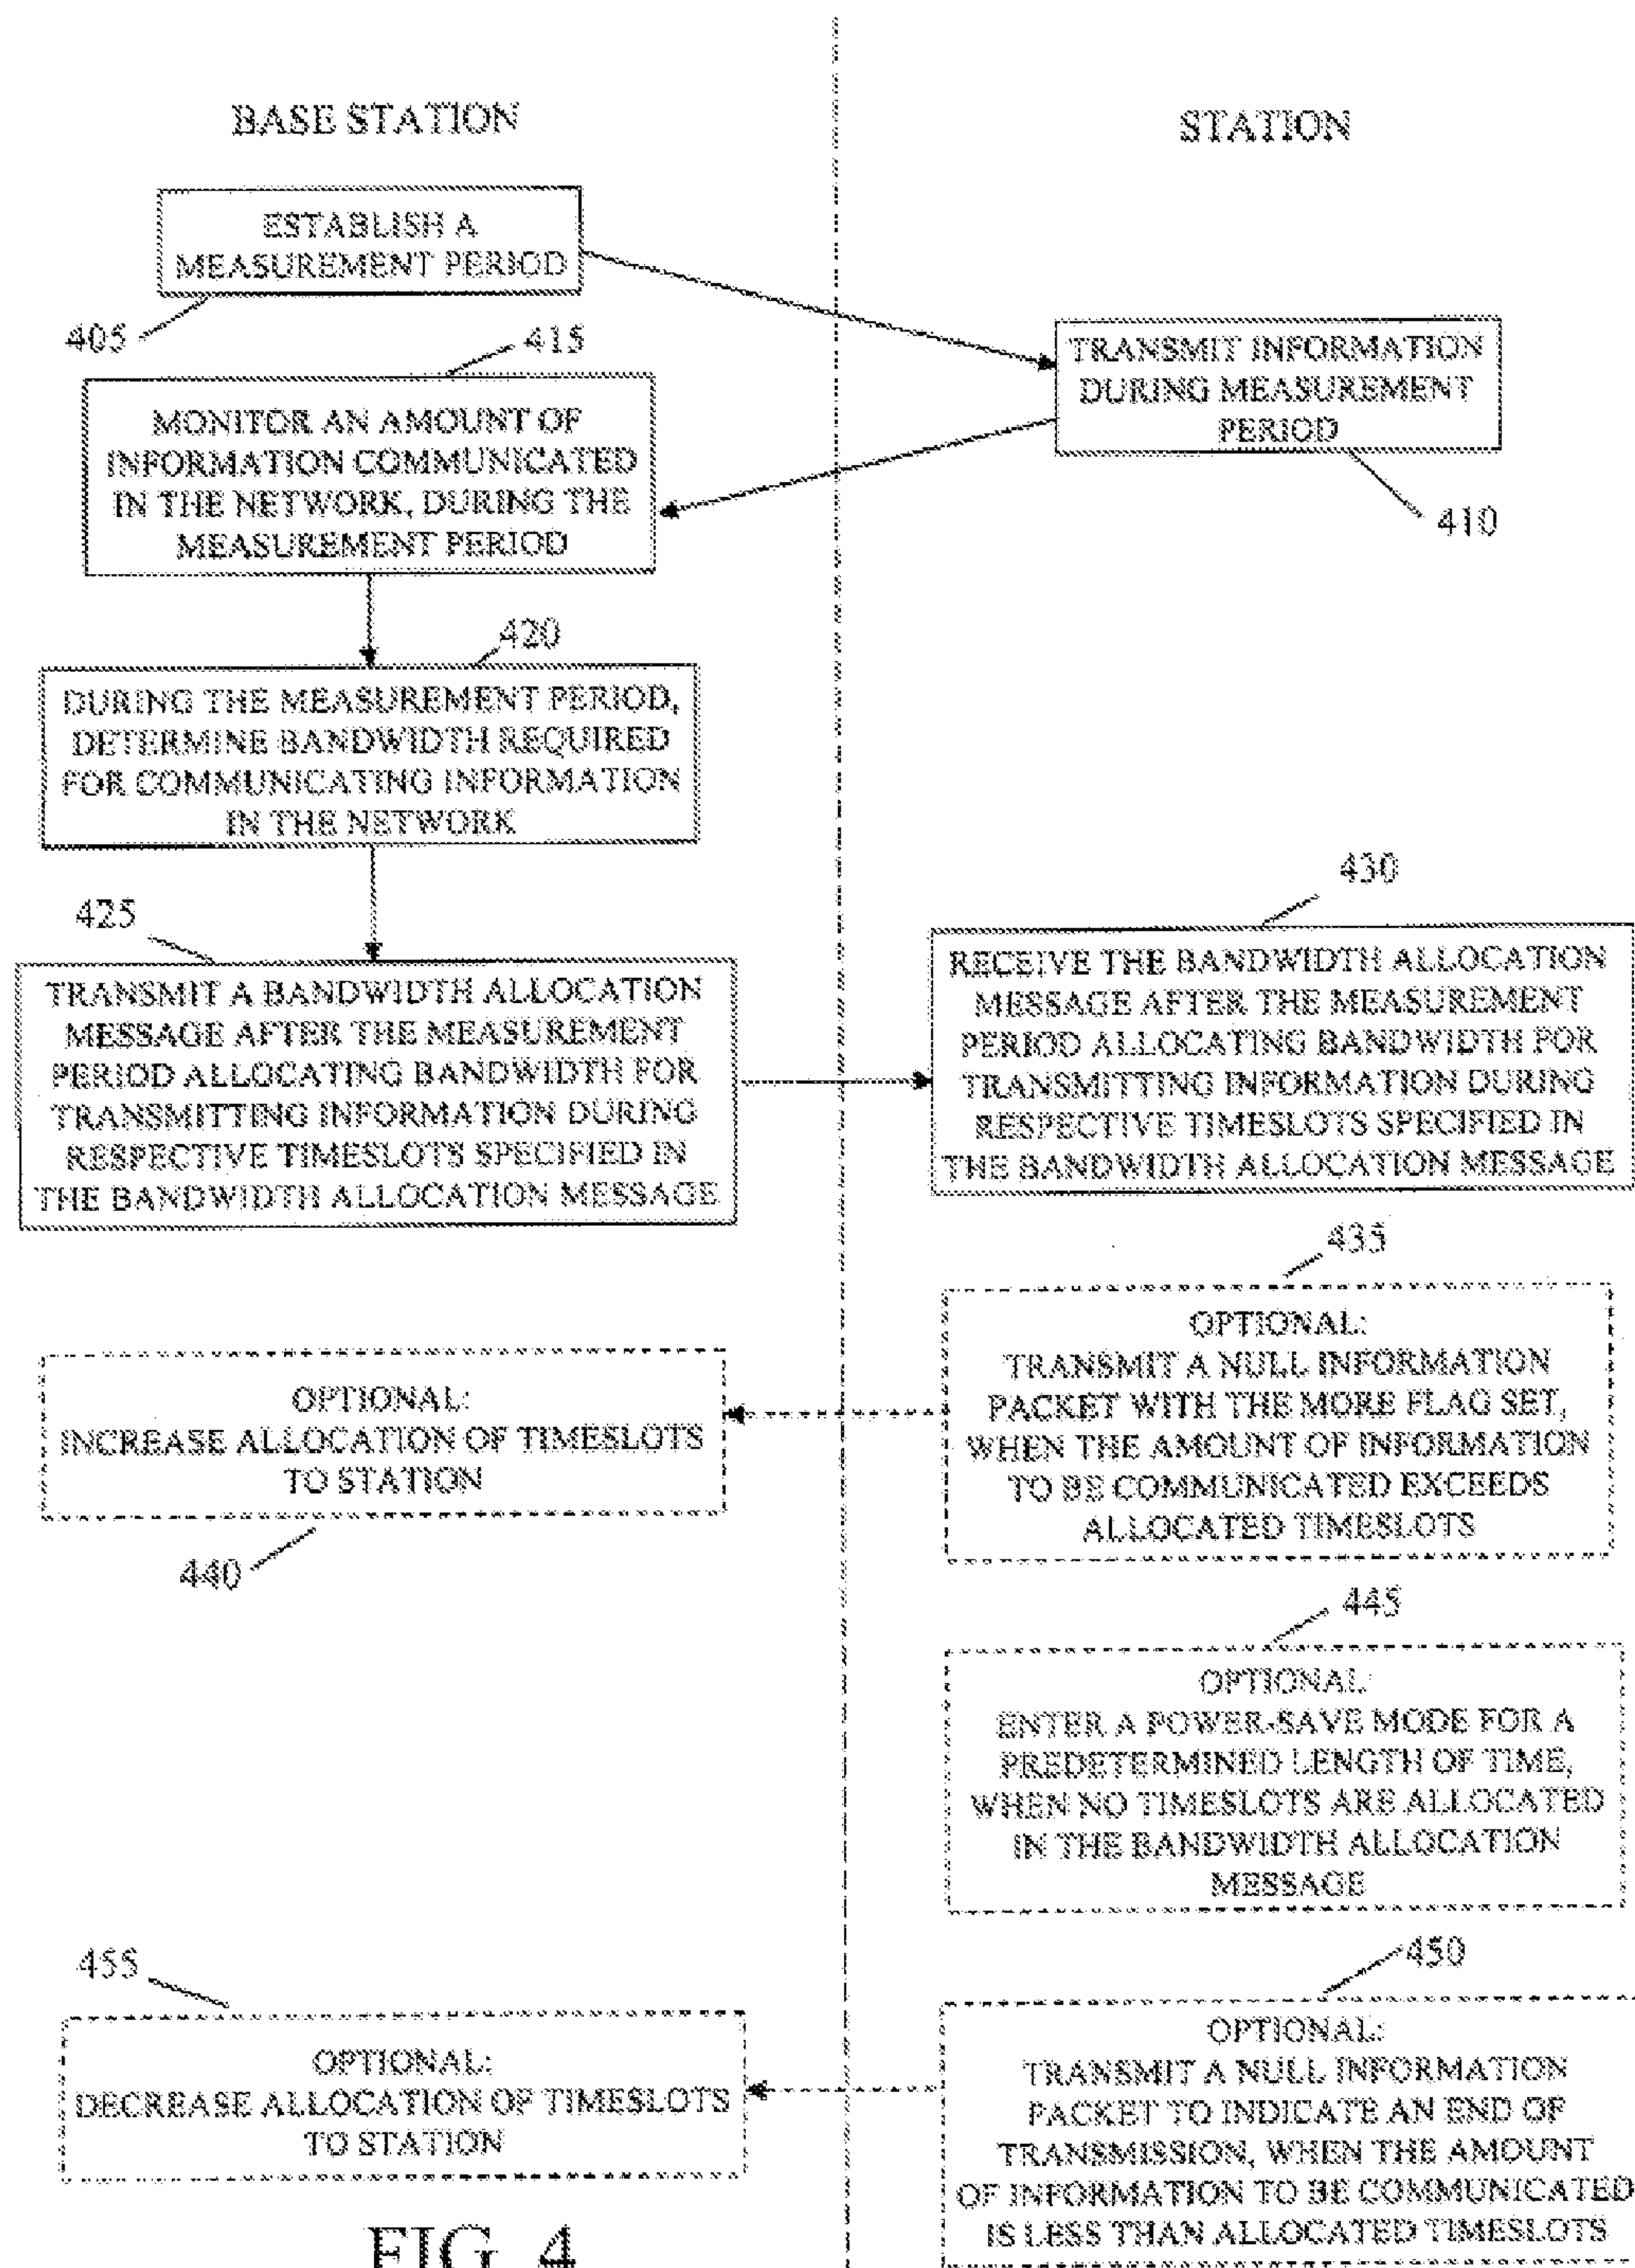 BASE STATION
STATION
ESTABLISH A
MEASUREMENT PERIOD
405
415
TRANSMIT INFORMATION
DURING MEASUREMENT
PERIOD
410
MONITOR AN AMOUNT OF
INFORMATION COMMUNICATED
IN THE NETWORK, DURING THE
MEASUREMENT PERIOD
420
DURING THE MEASUREMENT PERIOD,
DETERMINE BANDWIDTH REQUIRED
FOR COMMUNICATING INFORMATION
IN THE NETWORK
425
TRANSMIT A BANDWIDTH ALLOCATION
MESSAGE AFTER THE MEASUREMENT
PERIOD ALLOCATING BANDWIDTH FOR
TRANSMITTING INFORMATION DURING
RESPECTIVE TIMESLOTS SPECIFIED IN
THE BANDWIDTH ALLOCATION MESSAGE
430
RECEIVE THE BANDWIDTH ALLOCATION
MESSAGE AFTER THE MEASUREMENT
PERIOD ALLOCATING BANDWIDTH FOR
TRANSMITTING INFORMATION DURING
RESPECTIVE TIMESLOTS SPECIFIED IN
THE BANDWIDTH ALLOCATION MESSAGE
435
OPTIONAL:
TRANSMIT A NULL INFORMATION
PACKET WITH THE MORE FLAG SET,
WHEN THE AMOUNT OF INFORMATION
TO BE COMMUNICATED EXCEEDS
ALLOCATED TIMESLOTS
OPTIONAL:
INCREASE ALLOCATION OF TIMESLOTS
TO STATION
440
445
OPTIONAL:
ENTER A POWER-SAVE MODE FOR A
PREDETERMINED LENGTH OF TIME,
WHEN NO TIMESLOTS ARE ALLOCATED
IN THE BANDWIDTH ALLOCATION
MESSAGE
450
OPTIONAL:
TRANSMIT A NULL INFORMATION
PACKET TO INDICATE AN END OF
TRANSMISSION, WHEN THE AMOUNT
OF INFORMATION TO BE COMMUNICATED
IS LESS THAN ALLOCATED TIMESLOTS
455
OPTIONAL:
DECREASE ALLOCATION OF TIMESLOTS
TO STATION
FIG. 4